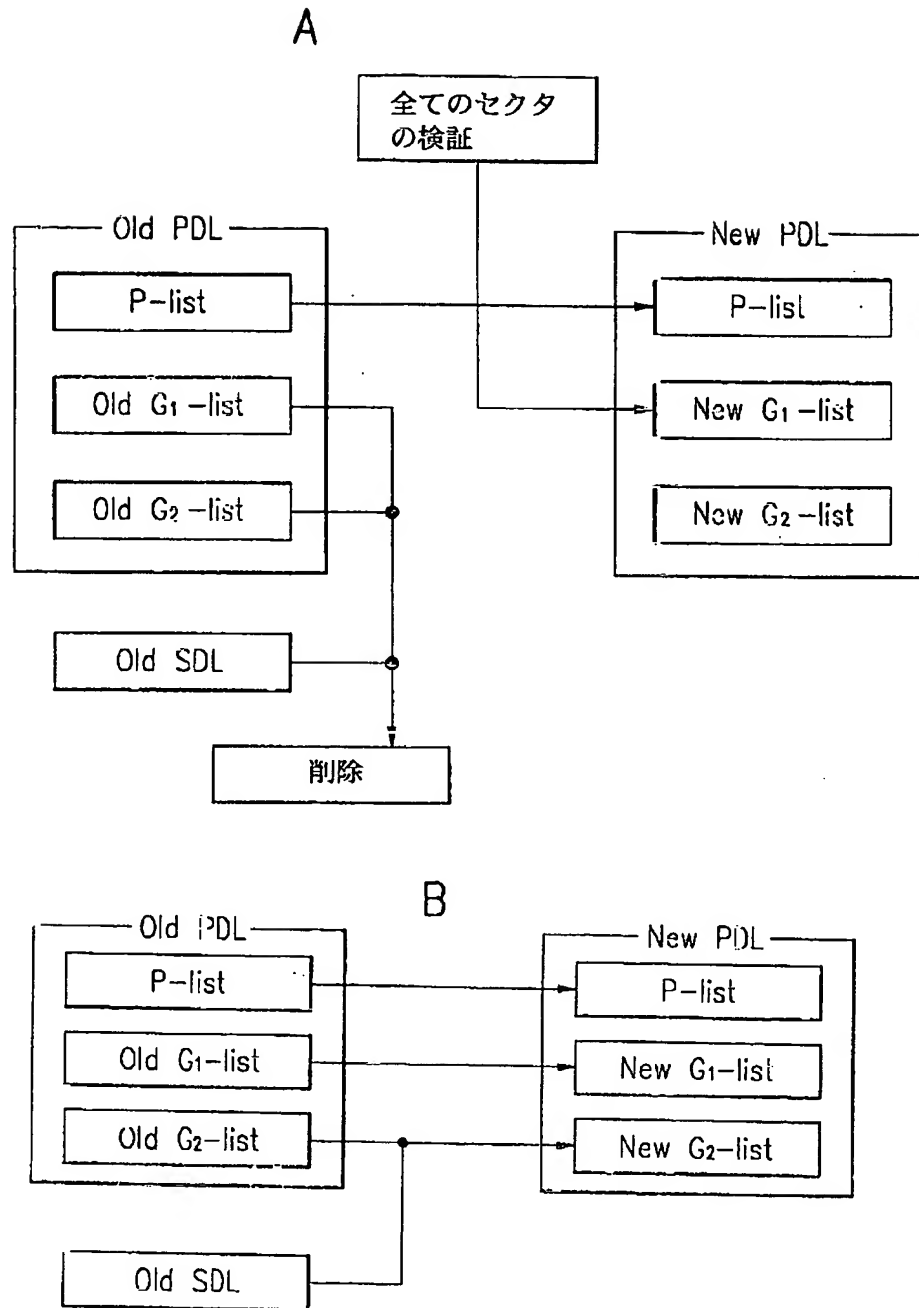 A
全てのセクタ
の検証
Old PDL
P-list
Old G₁-list
Old G₂-list
Old SDL
削除
New PDL
P-list
New G₁-list
New G₂-list
B
Old PDL
P-list
Old G₁-list
Old G₂-list
Old SDL
New PDL
P-list
New G₁-list
New G₂-list